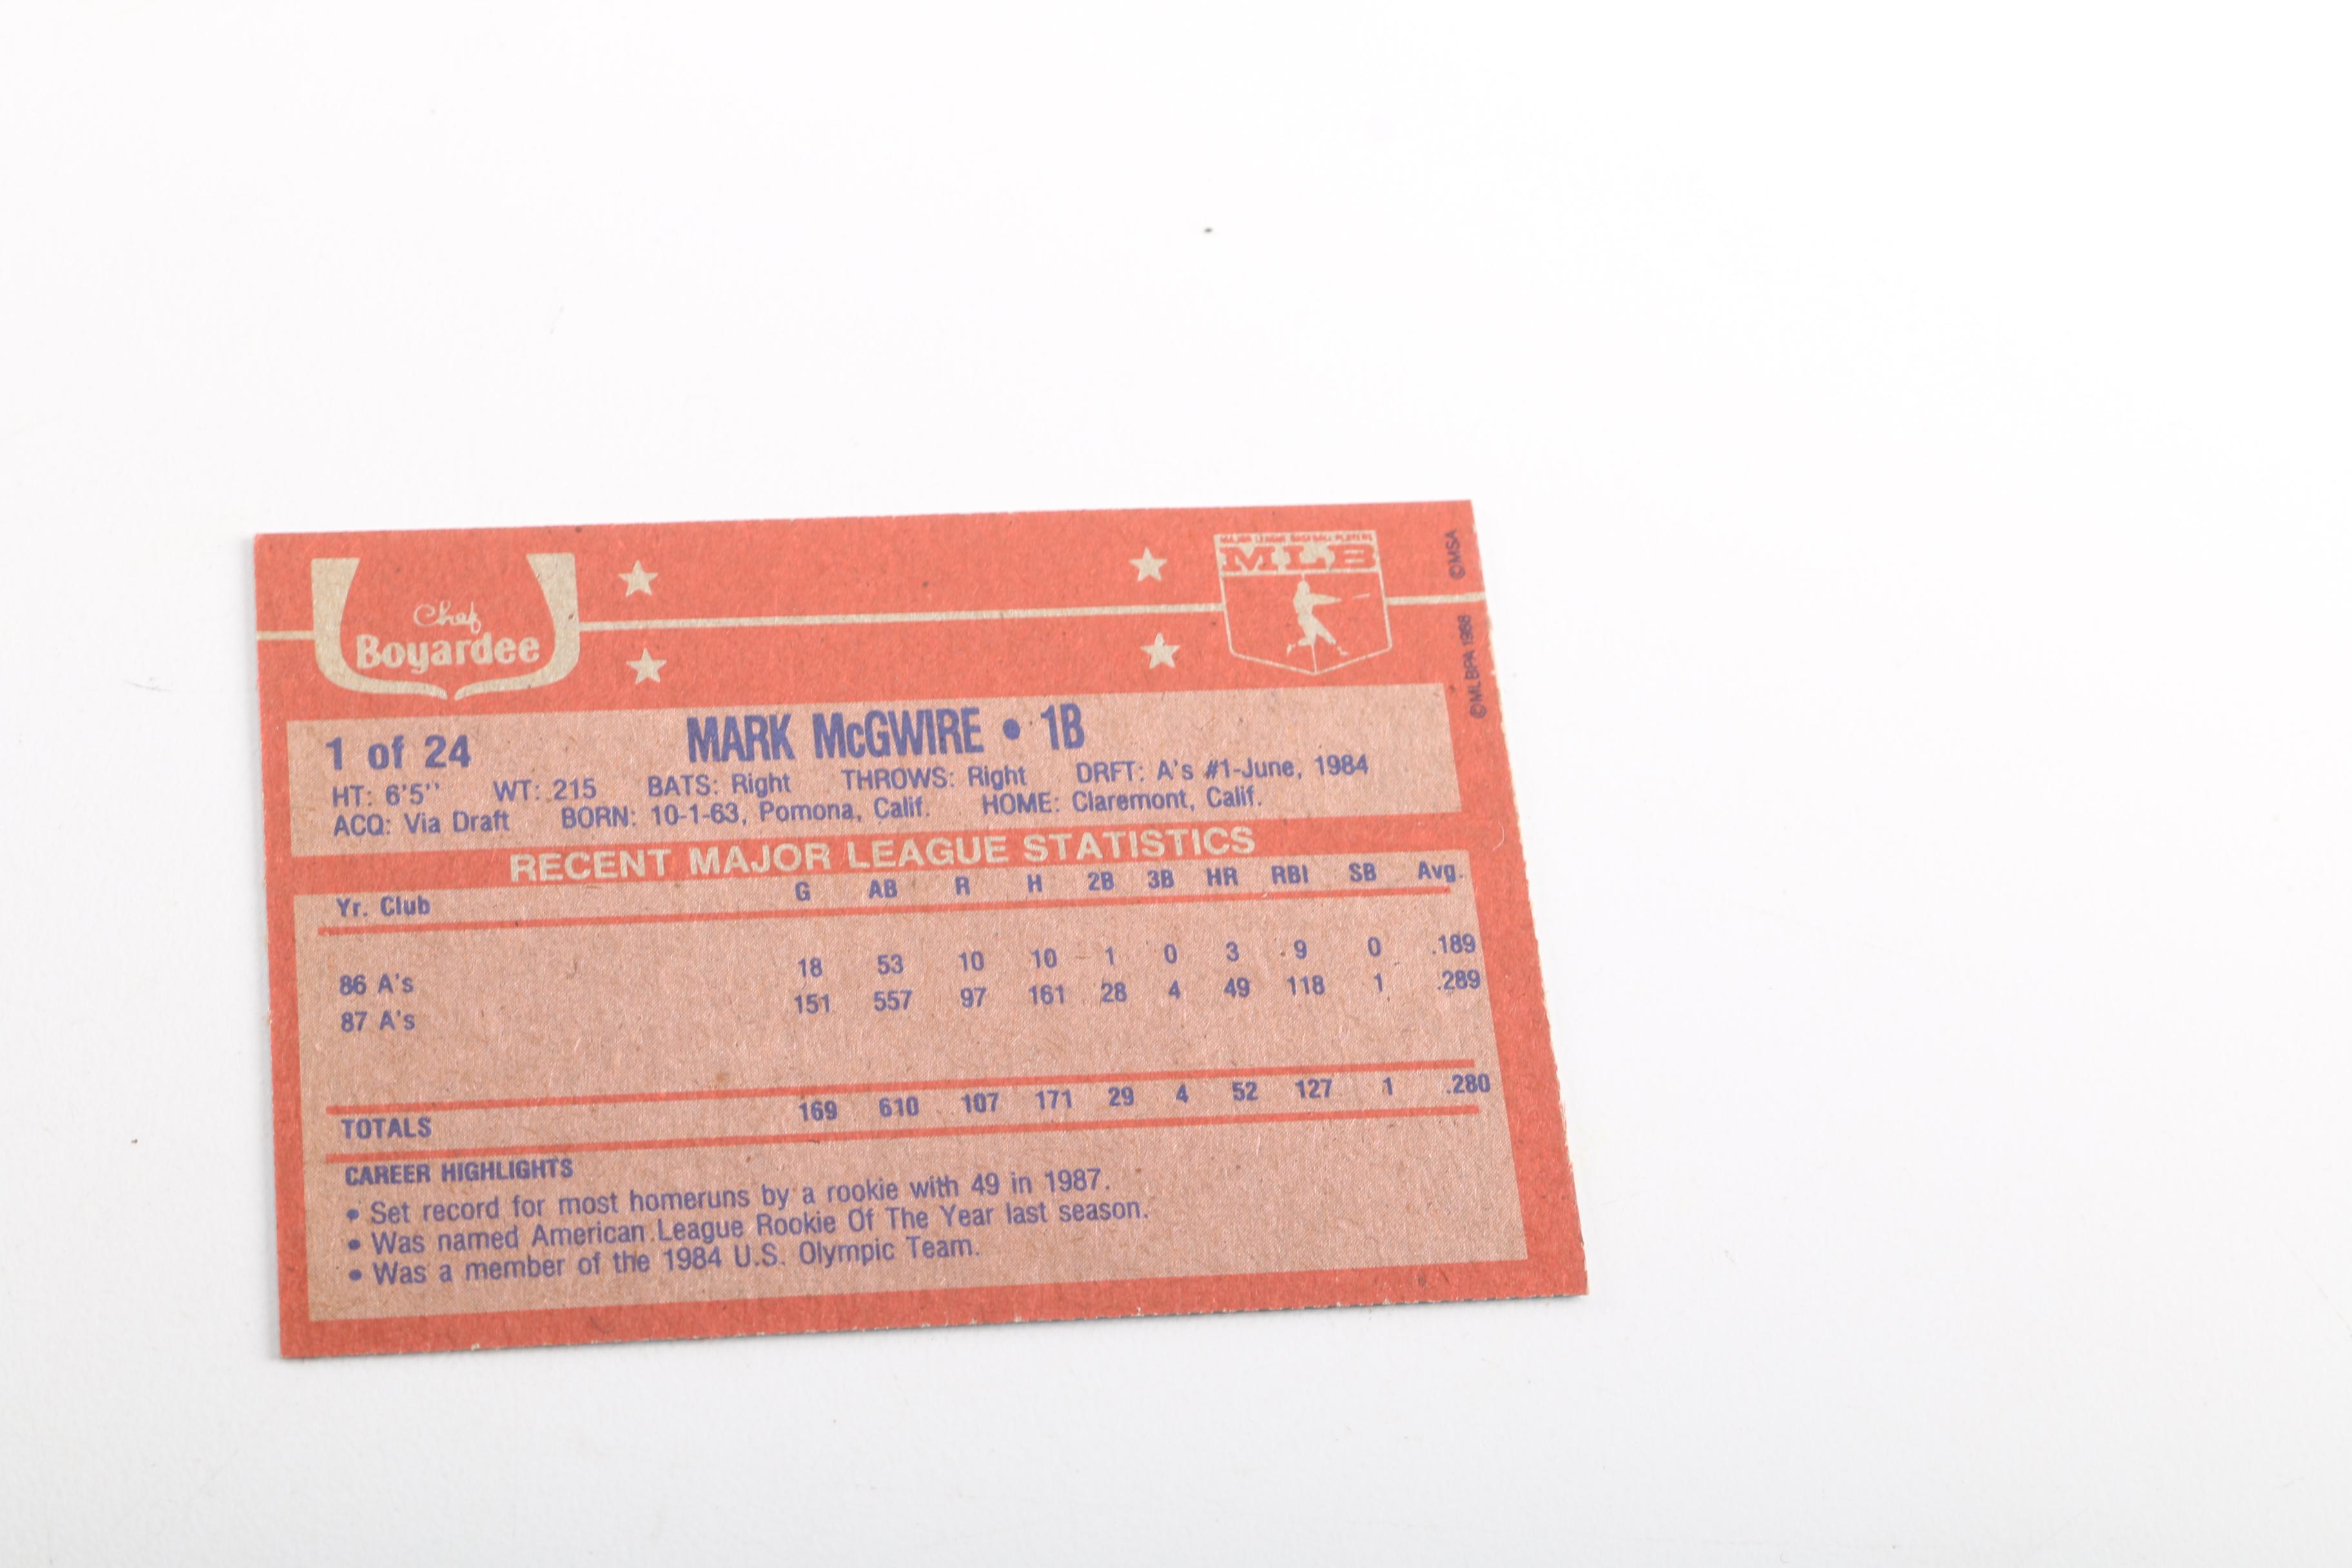 Chef
Boyardee
MAJOR LEAGUE BASEBALL PLAYERS
MLB
©MSA
©MLBPA 1988
1 of 24 MARK McGWIRE • 1B
HT: 6'5" WT: 215 BATS: Right THROWS: Right DRFT: A's #1-June, 1984
ACQ: Via Draft BORN: 10-1-63, Pomona, Calif. HOME: Claremont, Calif.
RECENT MAJOR LEAGUE STATISTICS
Yr. Club G AB R H 2B 3B HR RBI SB Avg.
86 A's 18 53 10 10 1 0 3 9 0 .189
87 A's 151 557 97 161 28 4 49 118 1 .289
TOTALS 169 610 107 171 29 4 52 127 1 .280
CAREER HIGHLIGHTS
• Set record for most homeruns by a rookie with 49 in 1987.
• Was named American League Rookie Of The Year last season.
• Was a member of the 1984 U.S. Olympic Team.